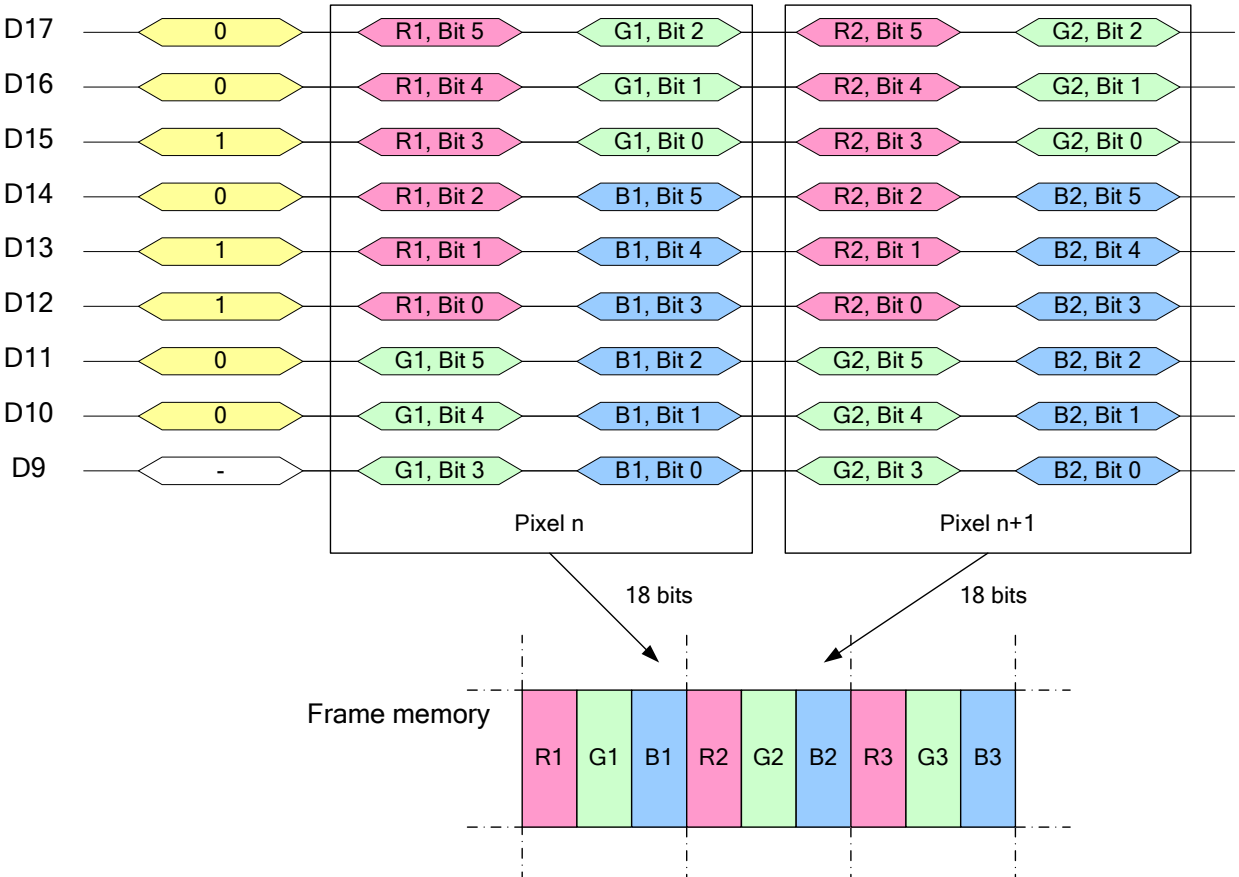 D17 0 R1, Bit 5 G1, Bit 2 R2, Bit 5 G2, Bit 2
D16 0 R1, Bit 4 G1, Bit 1 R2, Bit 4 G2, Bit 1
D15 1 R1, Bit 3 G1, Bit 0 R2, Bit 3 G2, Bit 0
D14 0 R1, Bit 2 B1, Bit 5 R2, Bit 2 B2, Bit 5
D13 1 R1, Bit 1 B1, Bit 4 R2, Bit 1 B2, Bit 4
D12 1 R1, Bit 0 B1, Bit 3 R2, Bit 0 B2, Bit 3
D11 0 G1, Bit 5 B1, Bit 2 G2, Bit 5 B2, Bit 2
D10 0 G1, Bit 4 B1, Bit 1 G2, Bit 4 B2, Bit 1
D9 - G1, Bit 3 B1, Bit 0 G2, Bit 3 B2, Bit 0
Pixel n Pixel n+1
18 bits 18 bits
Frame memory
R1 G1 B1 R2 G2 B2 R3 G3 B3